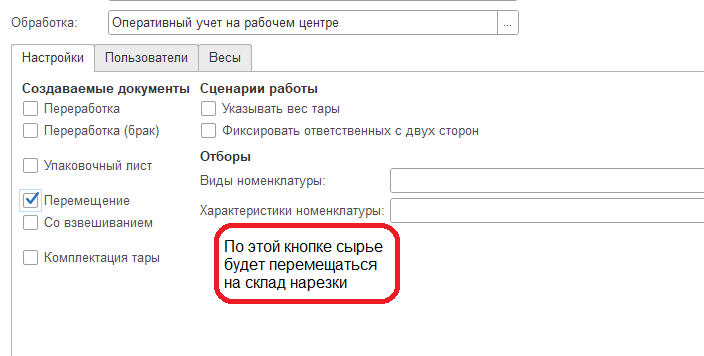 Обработка: Оперативный учет на рабочем центре ...
Настройки Пользователи Весы
Создаваемые документы Сценарии работы
Переработка Указывать вес тары
Переработка (брак) Фиксировать ответственных с двух сторон
Отборы
Упаковочный лист
Виды номенклатуры:
Перемещение
Характеристики номенклатуры:
Со взвешиванием
По этой кнопке сырье
будет перемещаться
на склад нарезки
Комплектация тары